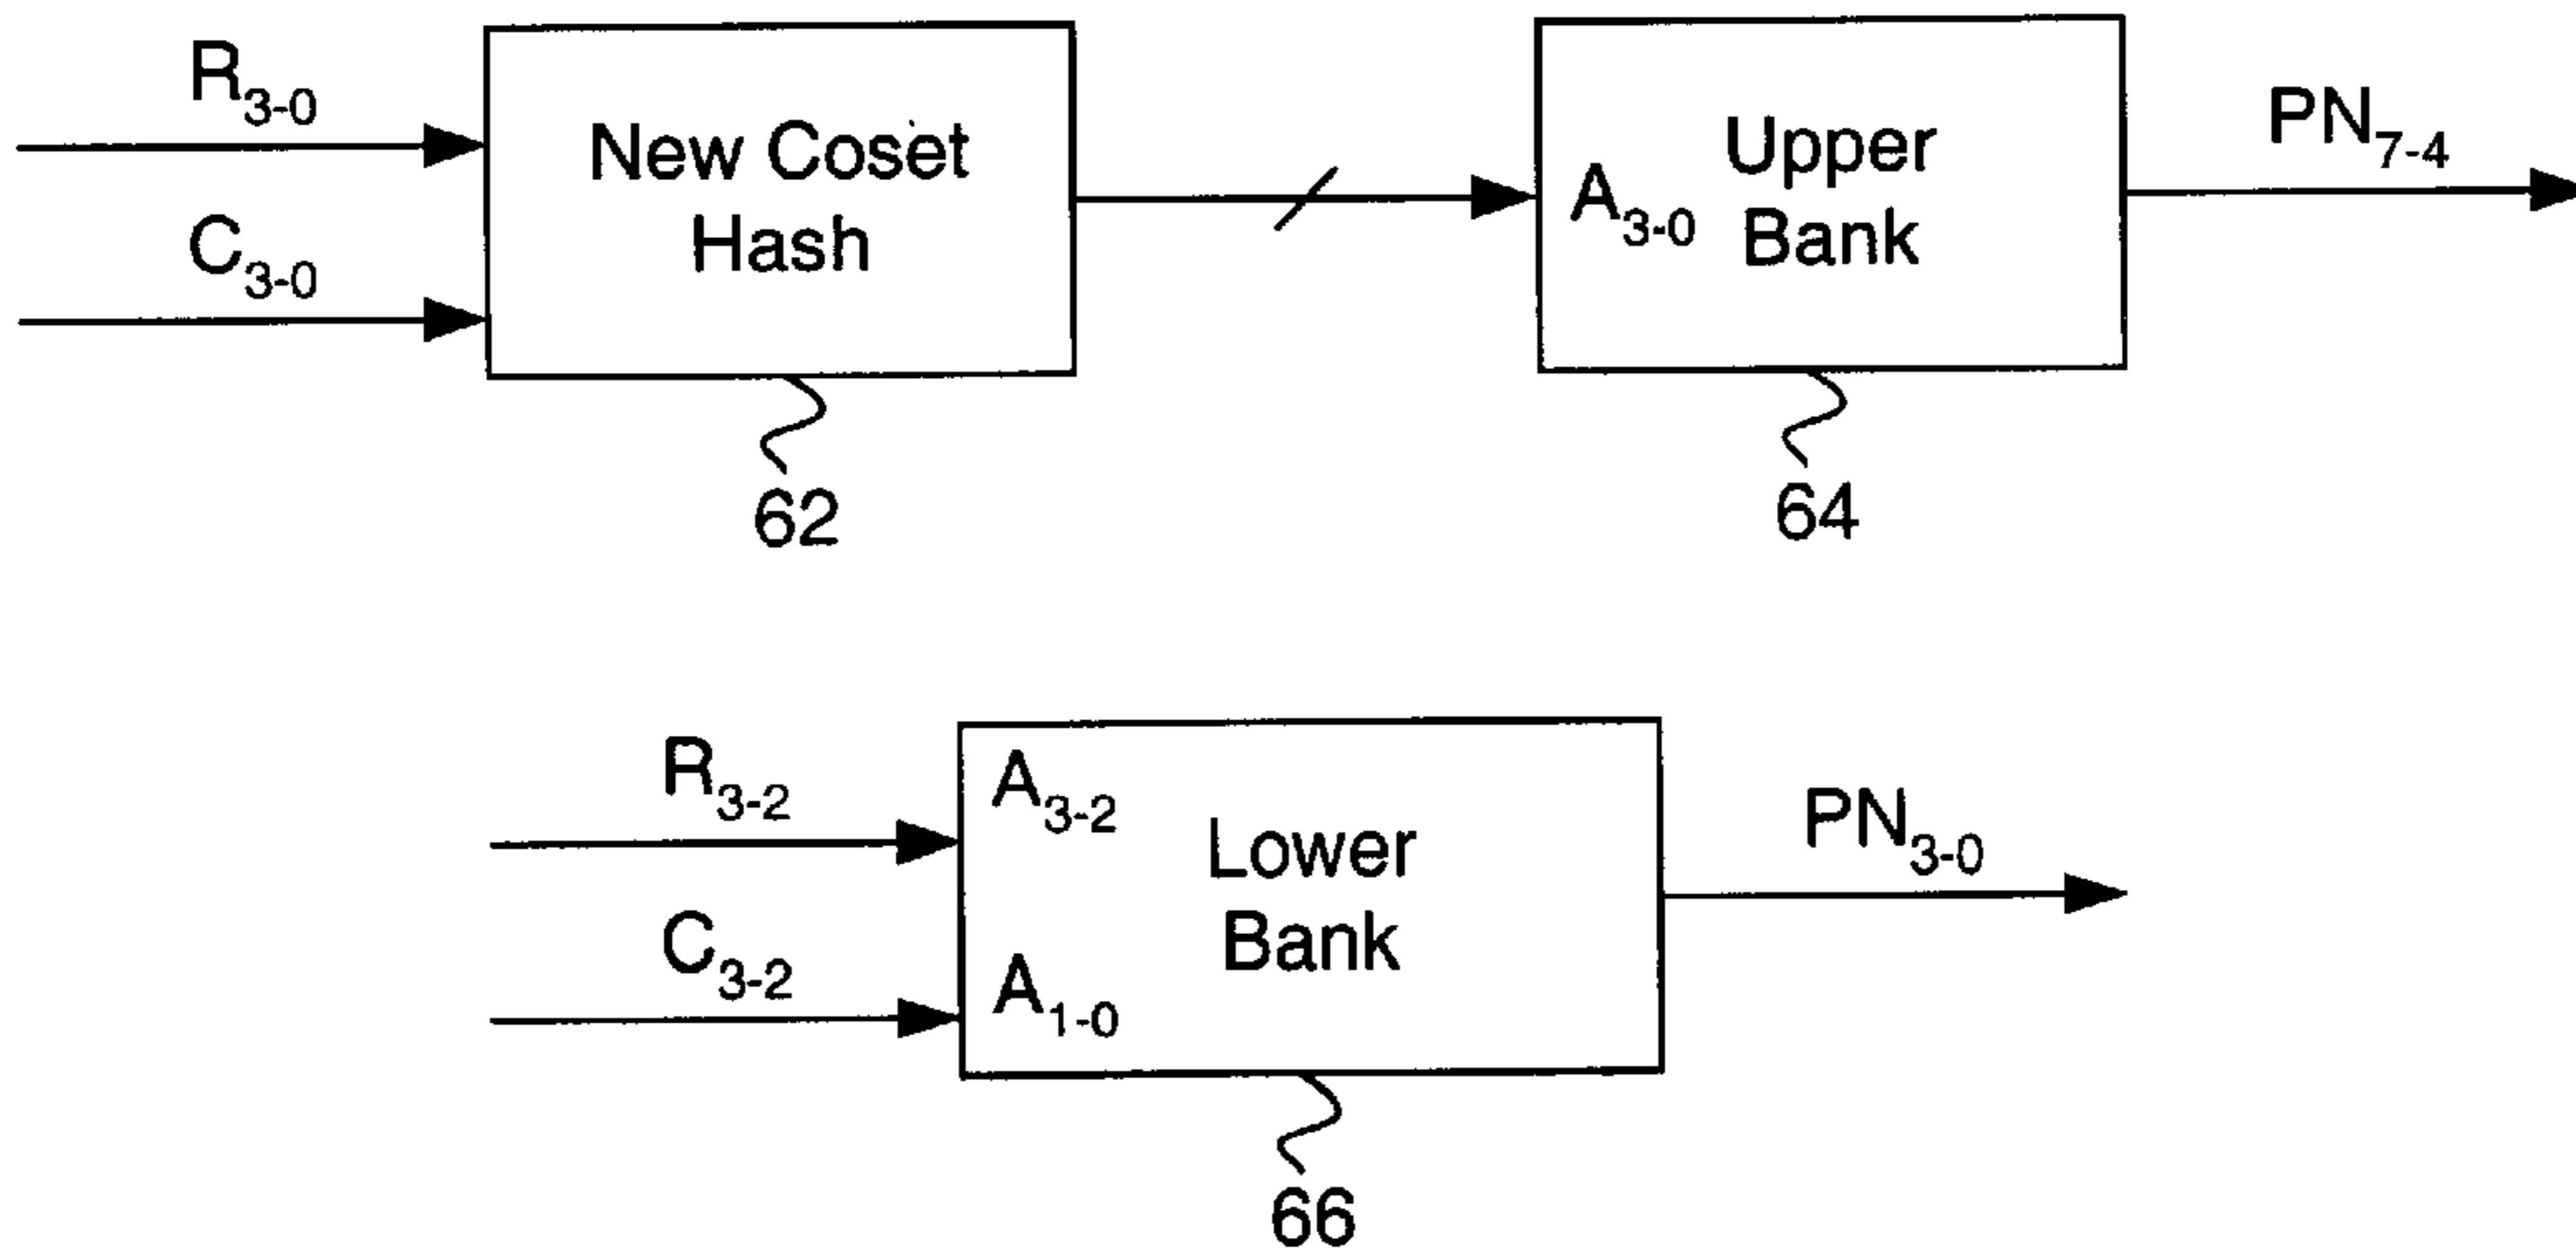 R3-0
C3-0
New Coset
Hash
A3-0
Upper
Bank
PN7-4
62
64
R3-2
C3-2
A3-2
A1-0
Lower
Bank
PN3-0
66